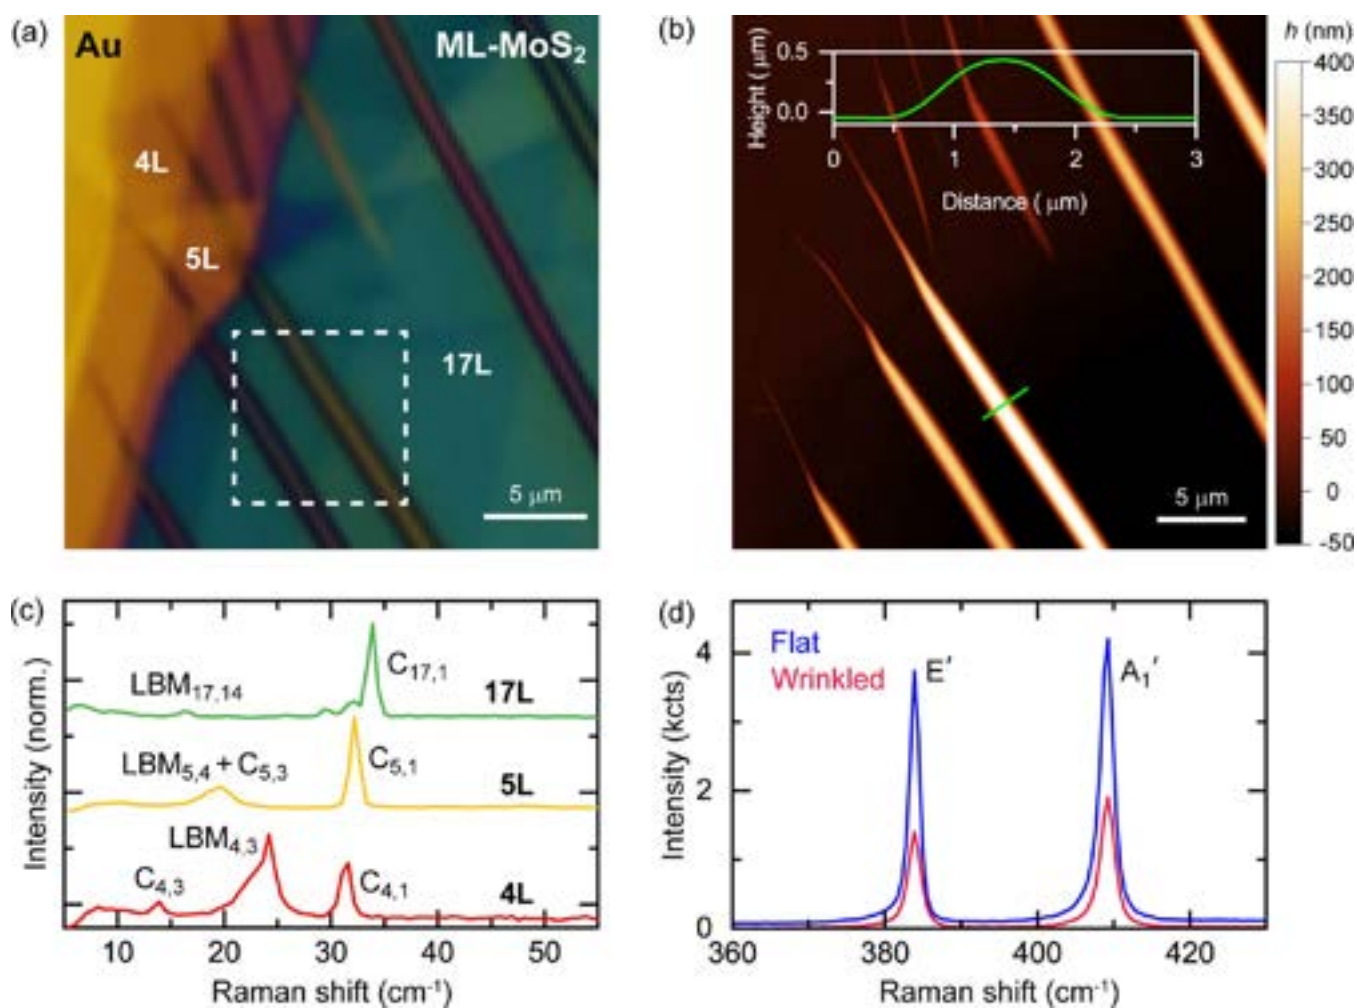 (a)
Au
ML-MoS₂
4L
5L
17L
5 μm
(b)
h (nm)
400
350
300
250
200
150
100
50
0
-50
0.5
0.0
Height (μm)
0 1 2 3
Distance (μm)
5 μm
(c)
Intensity (norm.)
LBM₁₇,₁₄
C₁₇,₁
17L
LBM₅,₄ + C₅,₃
C₅,₁
5L
LBM₄,₃
C₄,₃
C₄,₁
4L
10 20 30 40 50
Raman shift (cm⁻¹)
(d)
Flat
Wrinkled
E′
A₁′
Intensity (kcts)
4
2
0
360 380 400 420
Raman shift (cm⁻¹)